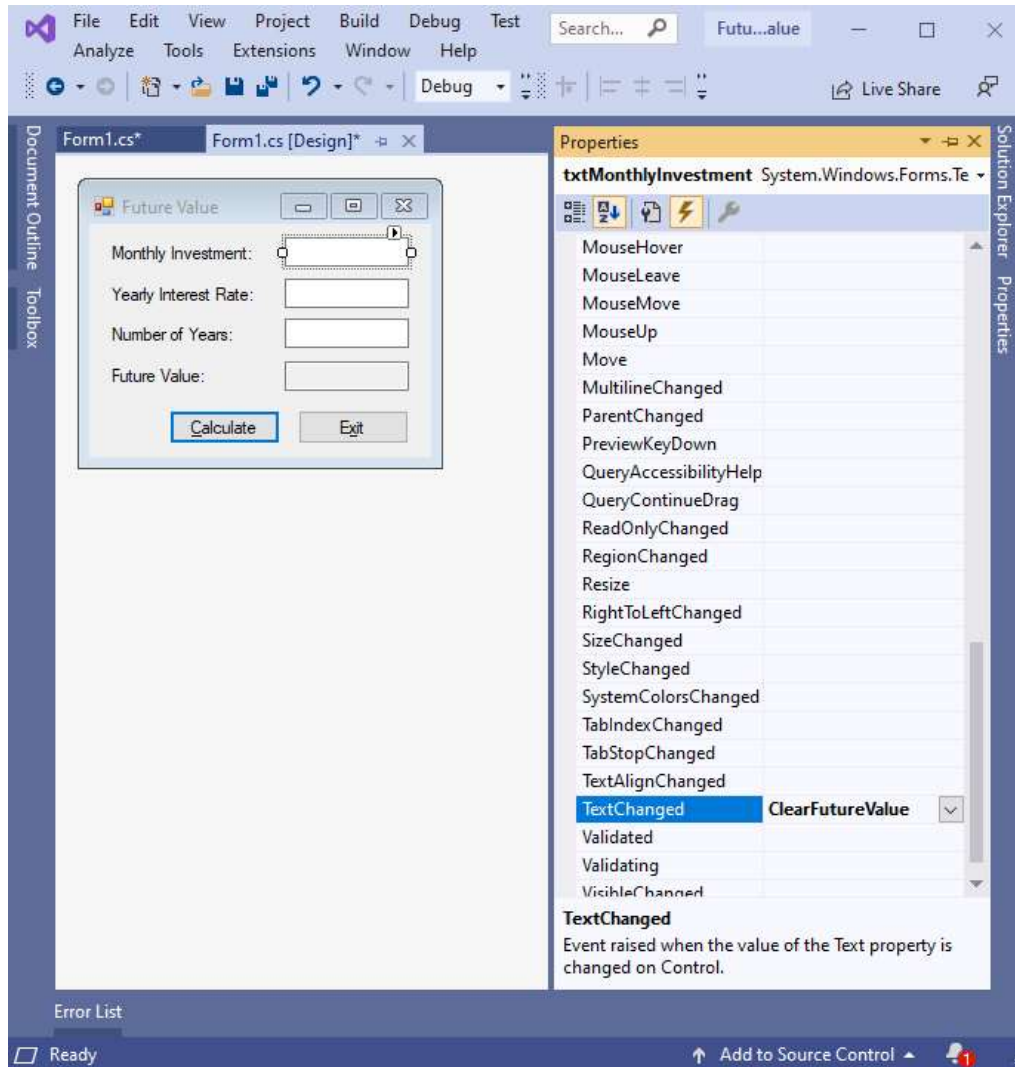 File Edit View Project Build Debug Test
Search...
Futu...alue
Analyze Tools Extensions Window Help
Debug
Live Share
Document Outline
Toolbox
Form1.cs*
Form1.cs [Design]*
Future Value
Monthly Investment:
Yearly Interest Rate:
Number of Years:
Future Value:
Calculate
Exit
Properties
txtMonthlyInvestment System.Windows.Forms.Te
MouseHover
MouseLeave
MouseMove
MouseUp
Move
MultilineChanged
ParentChanged
PreviewKeyDown
QueryAccessibilityHelp
QueryContinueDrag
ReadOnlyChanged
RegionChanged
Resize
RightToLeftChanged
SizeChanged
StyleChanged
SystemColorsChanged
TabIndexChanged
TabStopChanged
TextAlignChanged
TextChanged ClearFutureValue
Validated
Validating
VisibleChanged
TextChanged
Event raised when the value of the Text property is
changed on Control.
Solution Explorer
Properties
Error List
Ready
Add to Source Control
1